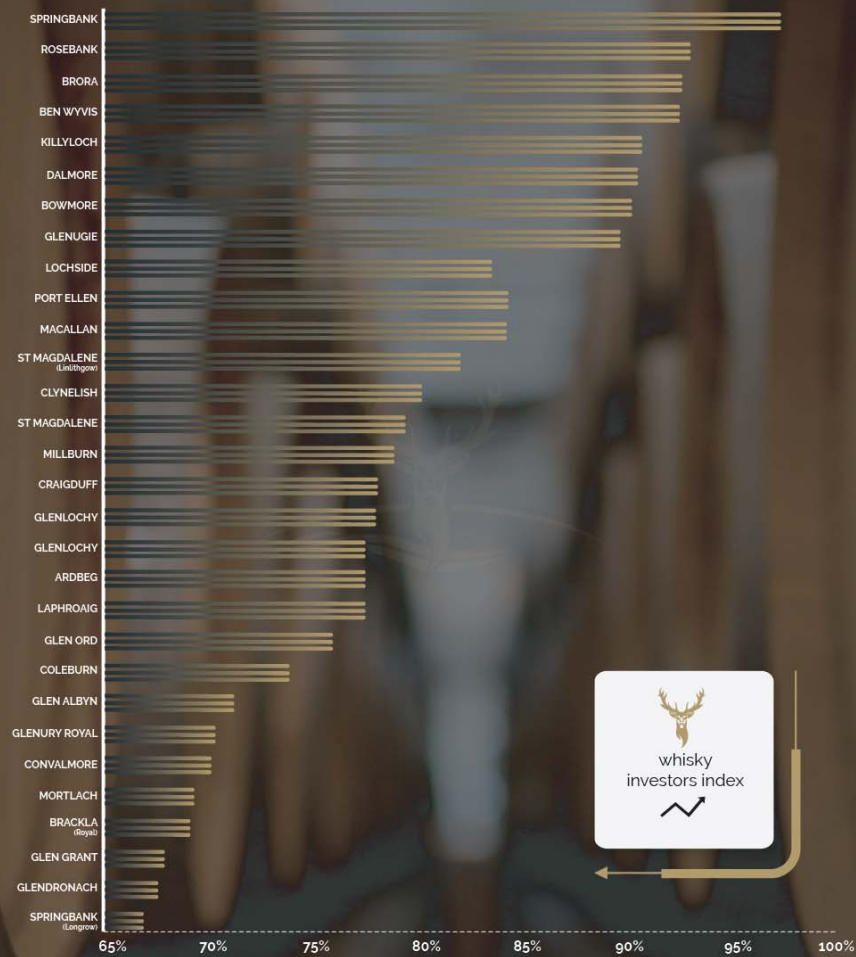 SPRINGBANK
ROSEBANK
BRORA
BEN WYVIS
KILLYLOCH
DALMORE
BOWMORE
GLENUGIE
LOCHSIDE
PORT ELLEN
MACALLAN
ST MAGDALENE
(Linlithgow)
CLYNELISH
ST MAGDALENE
MILLBURN
CRAIGDUFF
GLENLOCHY
GLENLOCHY
ARDBEG
LAPHROAIG
GLEN ORD
COLEBURN
GLEN ALBYN
GLENURY ROYAL
CONVALMORE
MORTLACH
BRACKLA
(Royal)
GLEN GRANT
GLENDRONACH
SPRINGBANK
(Longrow)
65% 70% 75% 80% 85% 90% 95% 100%
whisky
investors index